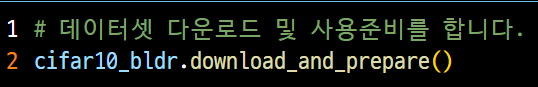 1 # 데이터셋 다운로드 및 사용준비를 합니다.
2 cifar10_bldr.download_and_prepare()